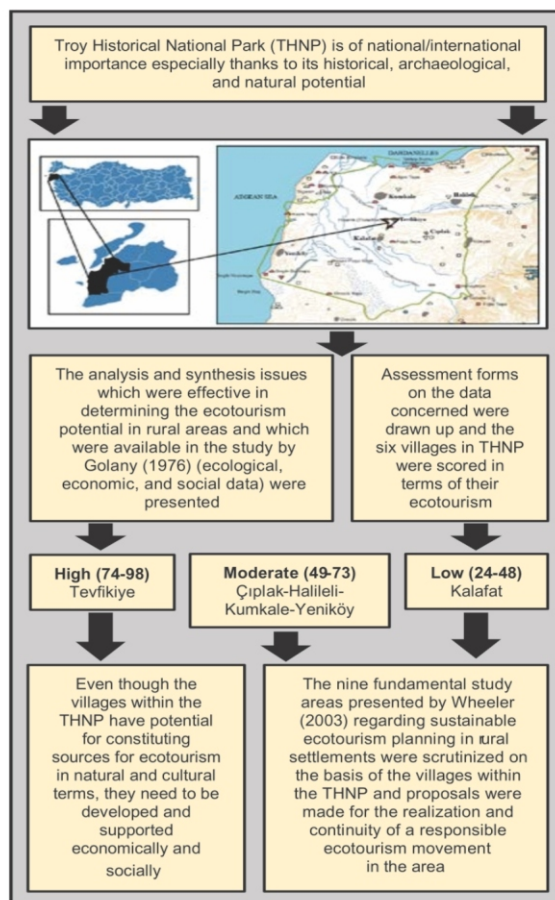 Troy Historical National Park (THNP) is of national/international
importance especially thanks to its historical, archaeological,
and natural potential
DARDANELLES
AEGEAN SEA
Kumkale
Halileli
Tevfikiye
Kalafat
Çıplak
Yeniköy
The analysis and synthesis issues
which were effective in
determining the ecotourism
potential in rural areas and which
were available in the study by
Golany (1976) (ecological,
economic, and social data) were
presented
Assessment forms
on the data
concerned were
drawn up and the
six villages in THNP
were scored in
terms of their
ecotourism
High (74-98)
Tevfikiye
Moderate (49-73)
Çıplak-Halileli-
Kumkale-Yeniköy
Low (24-48)
Kalafat
Even though the
villages within the
THNP have potential
for constituting
sources for ecotourism
in natural and cultural
terms, they need to be
developed and
supported
economically and
socially
The nine fundamental study
areas presented by Wheeler
(2003) regarding sustainable
ecotourism planning in rural
settlements were scrutinized on
the basis of the villages within
the THNP and proposals were
made for the realization and
continuity of a responsible
ecotourism movement
in the area